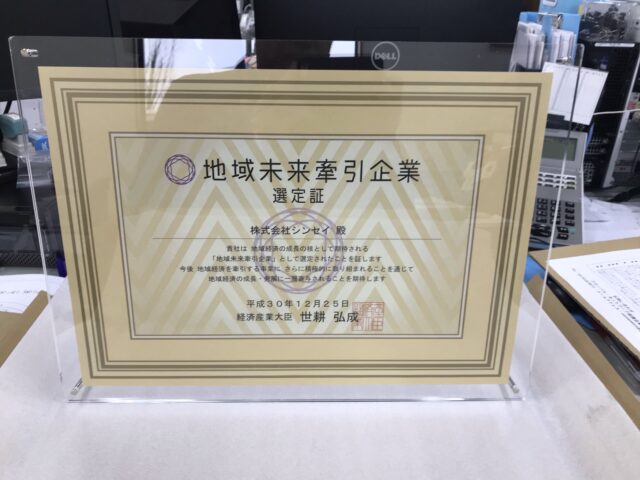 DELL
地域未来牽引企業
選定証
株式会社シンセイ 殿
貴社は 地域経済の成長の核として期待される
「地域未来牽引企業」として選定されたことを証します
今後 地域経済を牽引する事業に さらに積極的に取り組まれることを通じて
地域経済の成長・発展に一層寄与されることを期待します
平成30年12月25日
経済産業大臣 世耕 弘成